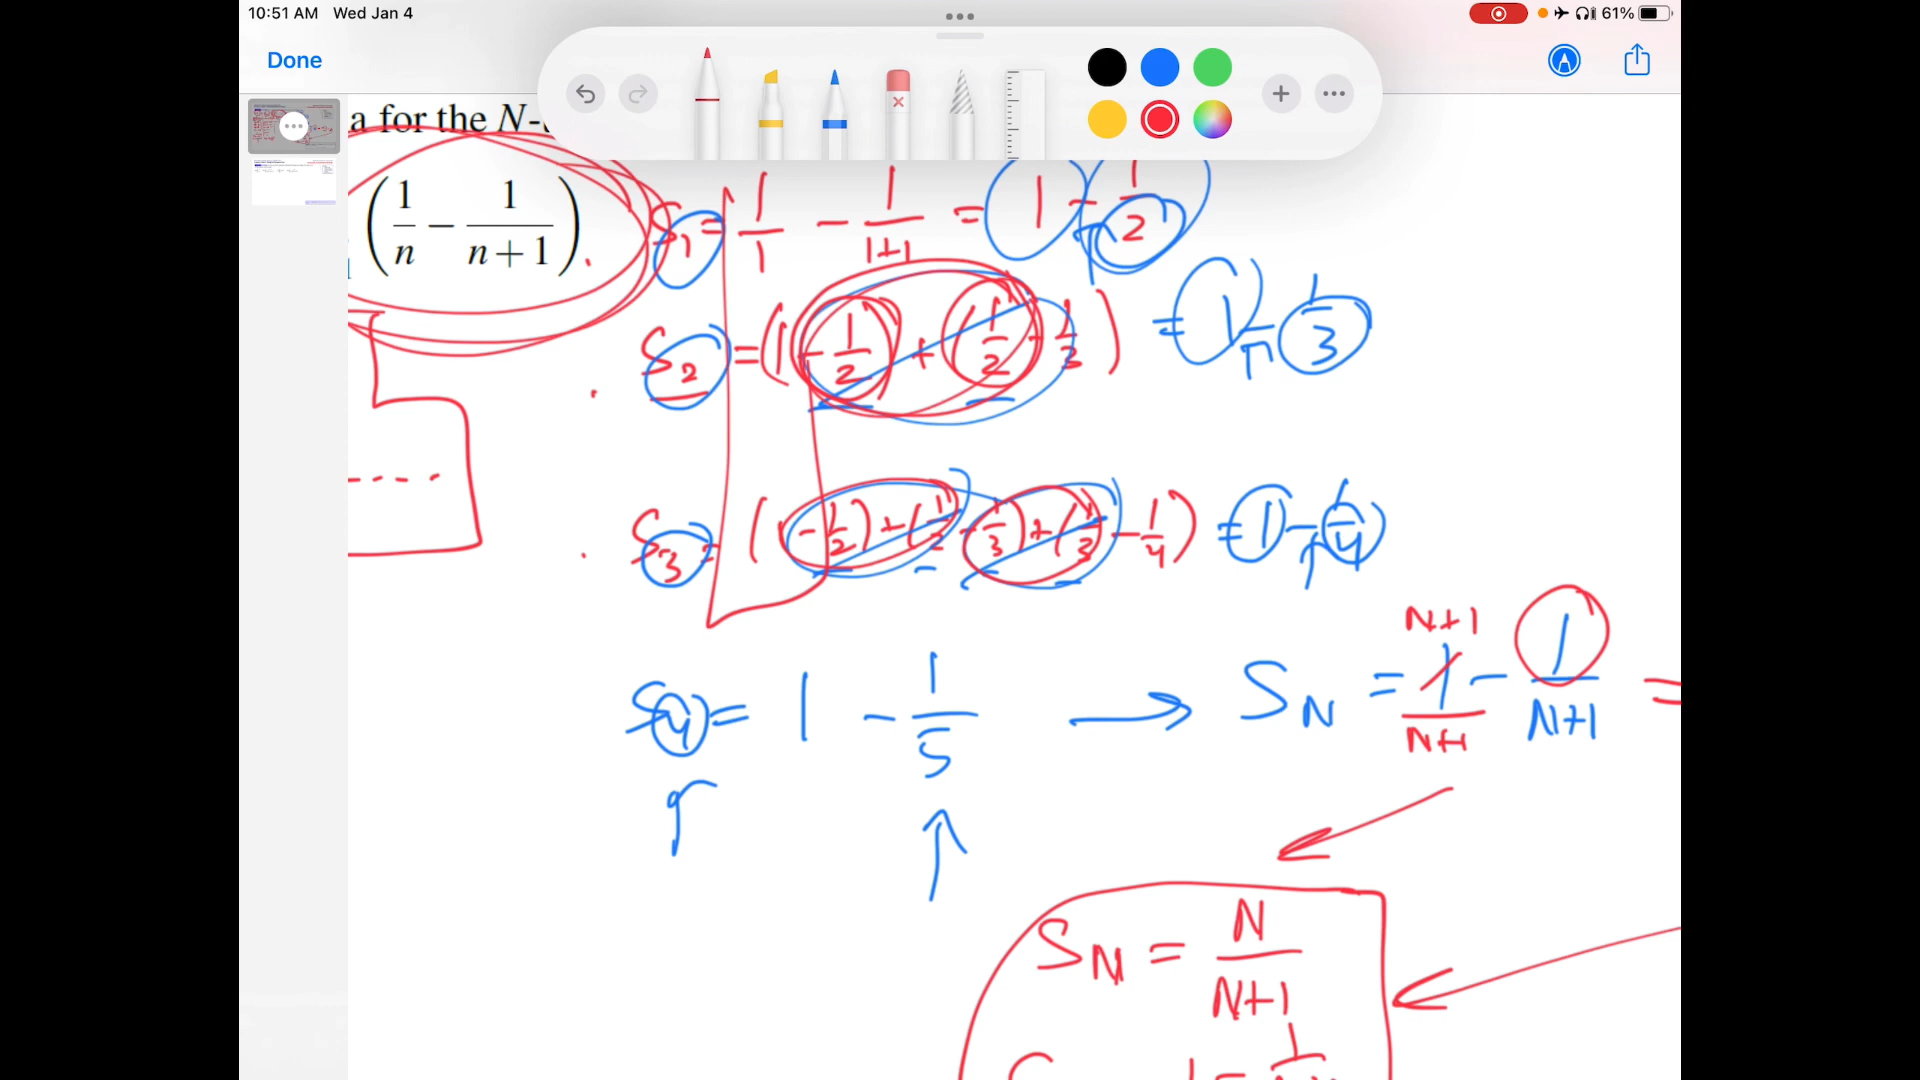 10:51 AM Wed Jan 4
61%
Done
a for the N-
(1/n − 1/(n+1)).
S1 = 1/1 − 1/(1+1) = 1 − 1/2
S2 = (1 − 1/2) + (1/2 − 1/3) = 1 − 1/3
S3 = (1 − 1/2) + (1/2 − 1/3) + (1/3 − 1/4) = 1 − 1/4
S4 = 1 − 1/5 → SN = 1 − 1/(N+1) =
N+1
N+1
SN = N/(N+1)